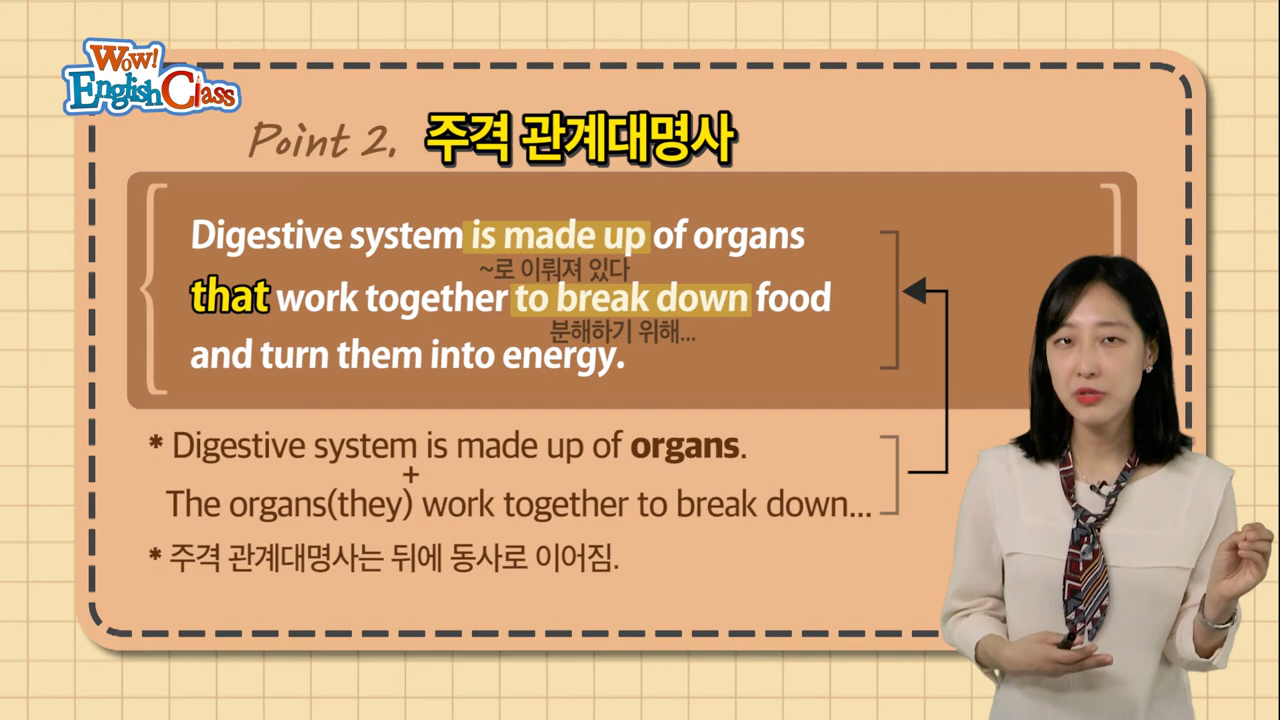 Wow!
English Class
Point 2. 주격 관계대명사
Digestive system is made up of organs
~로 이뤄져 있다
that work together to break down food
분해하기 위해...
and turn them into energy.
* Digestive system is made up of organs.
+
The organs(they) work together to break down...
* 주격 관계대명사는 뒤에 동사로 이어짐.